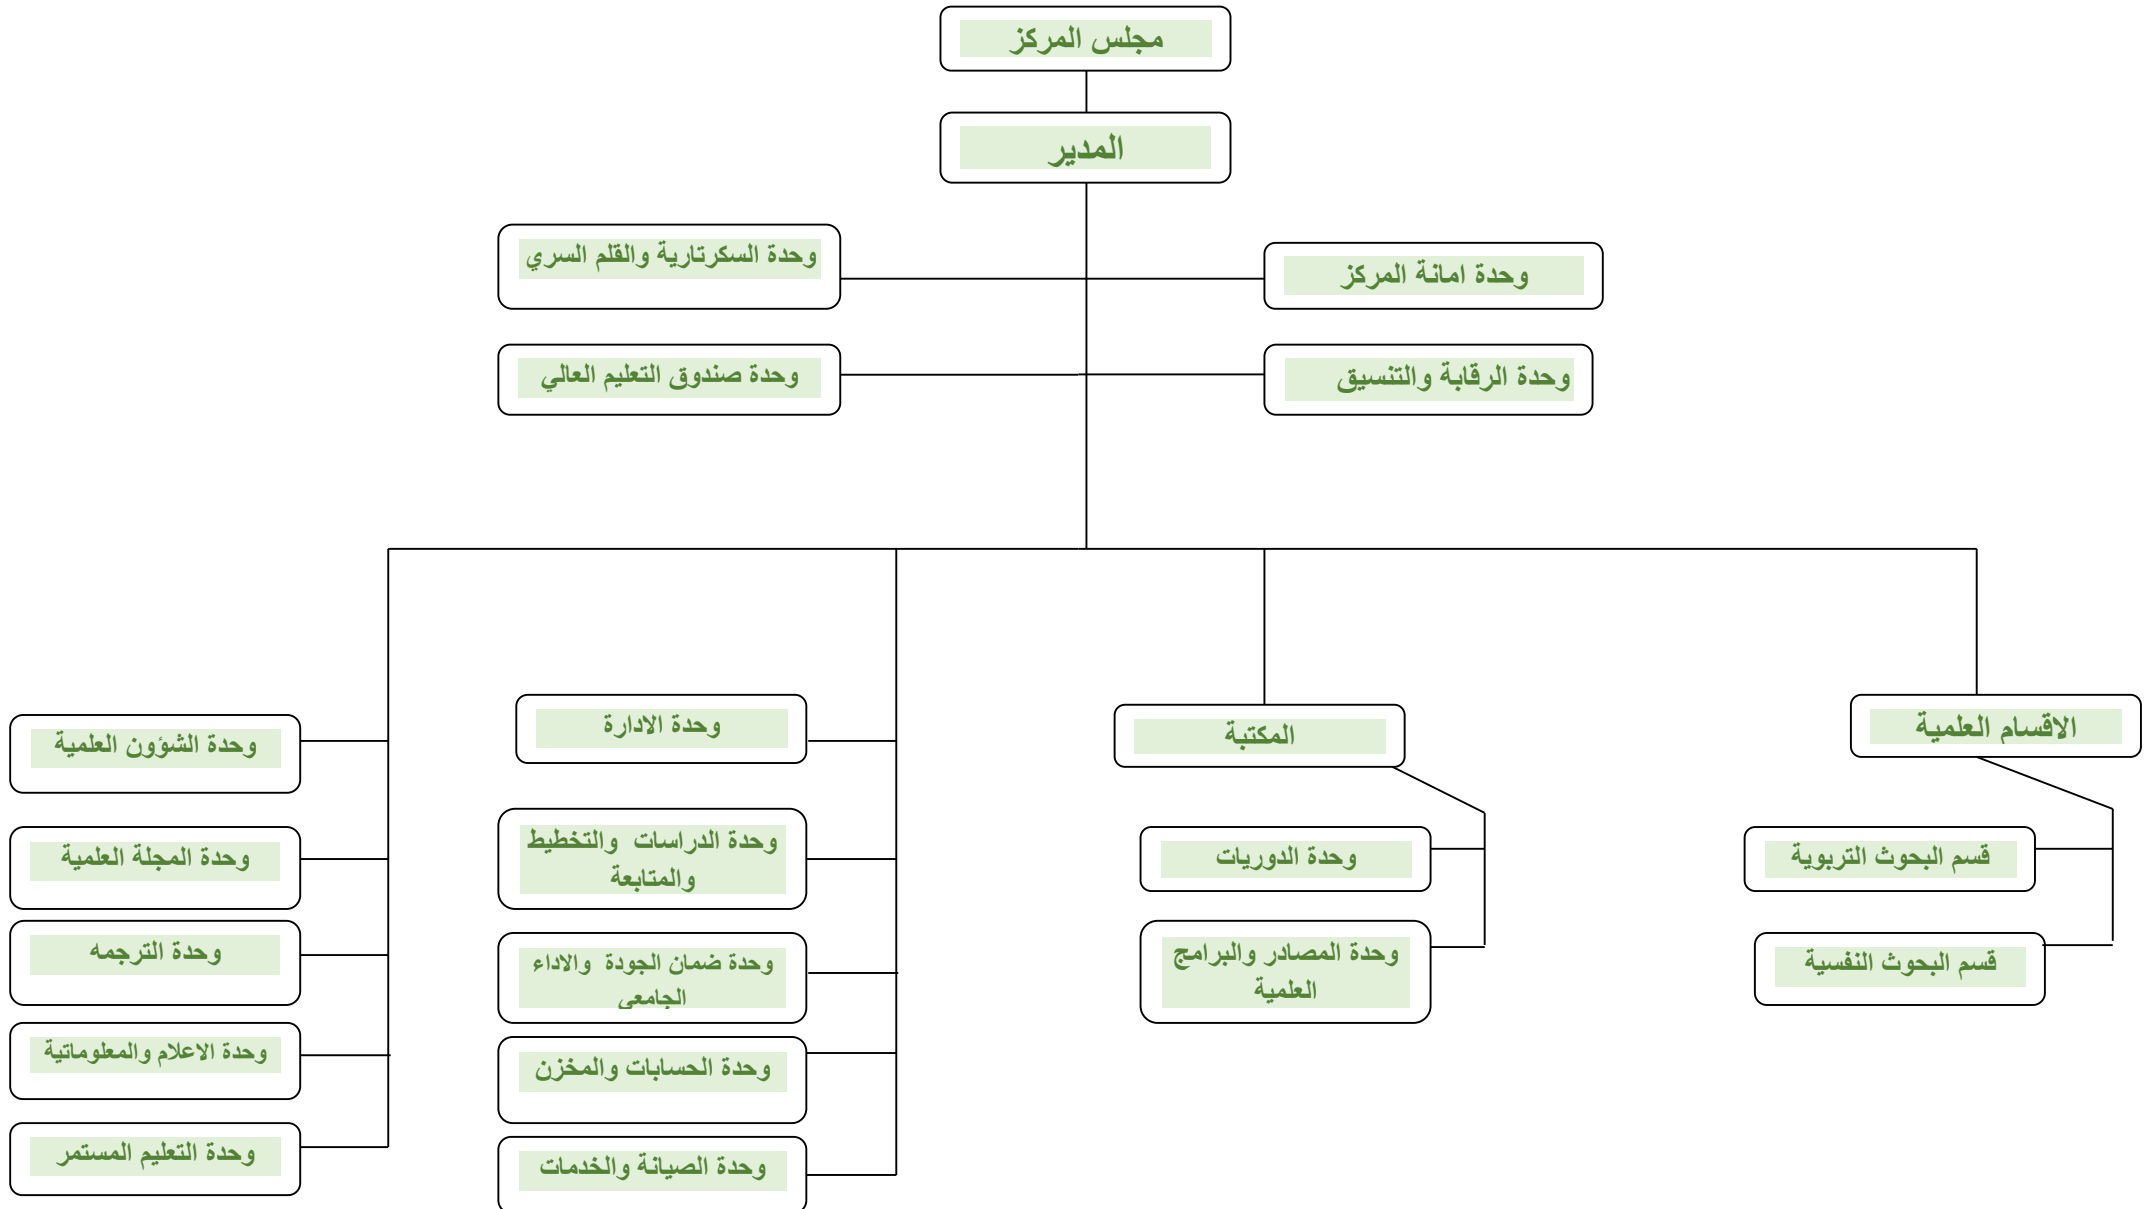 مجلس المركز
المدير
وحدة امانة المركز
وحدة السكرتارية والقلم السري
وحدة الرقابة والتنسيق
وحدة صندوق التعليم العالي
الاقسام العلمية
قسم البحوث التربوية
قسم البحوث النفسية
المكتبة
وحدة الدوريات
وحدة المصادر والبرامج
العلمية
وحدة الادارة
وحدة الدراسات والتخطيط
والمتابعة
وحدة ضمان الجودة والاداء
الجامعي
وحدة الحسابات والمخزن
وحدة الصيانة والخدمات
وحدة الشؤون العلمية
وحدة المجلة العلمية
وحدة الترجمه
وحدة الاعلام والمعلوماتية
وحدة التعليم المستمر